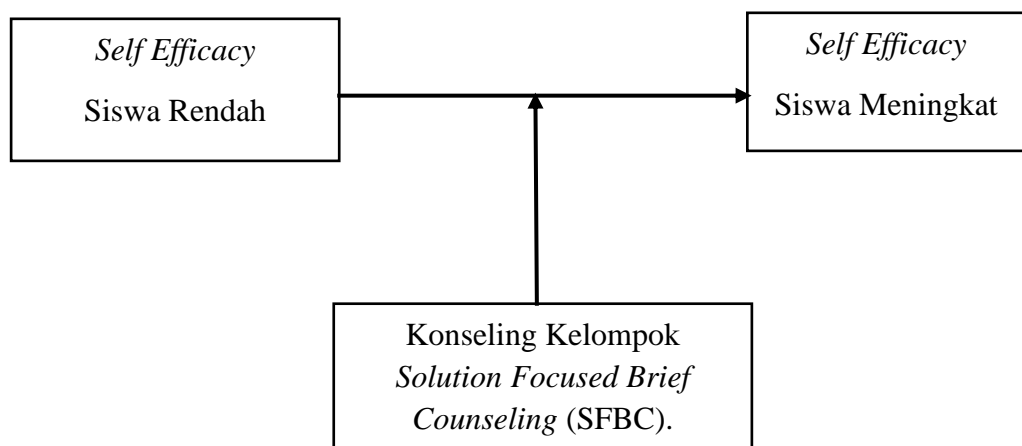 Self Efficacy
Siswa Rendah
Self Efficacy
Siswa Meningkat
Konseling Kelompok
Solution Focused Brief
Counseling (SFBC).